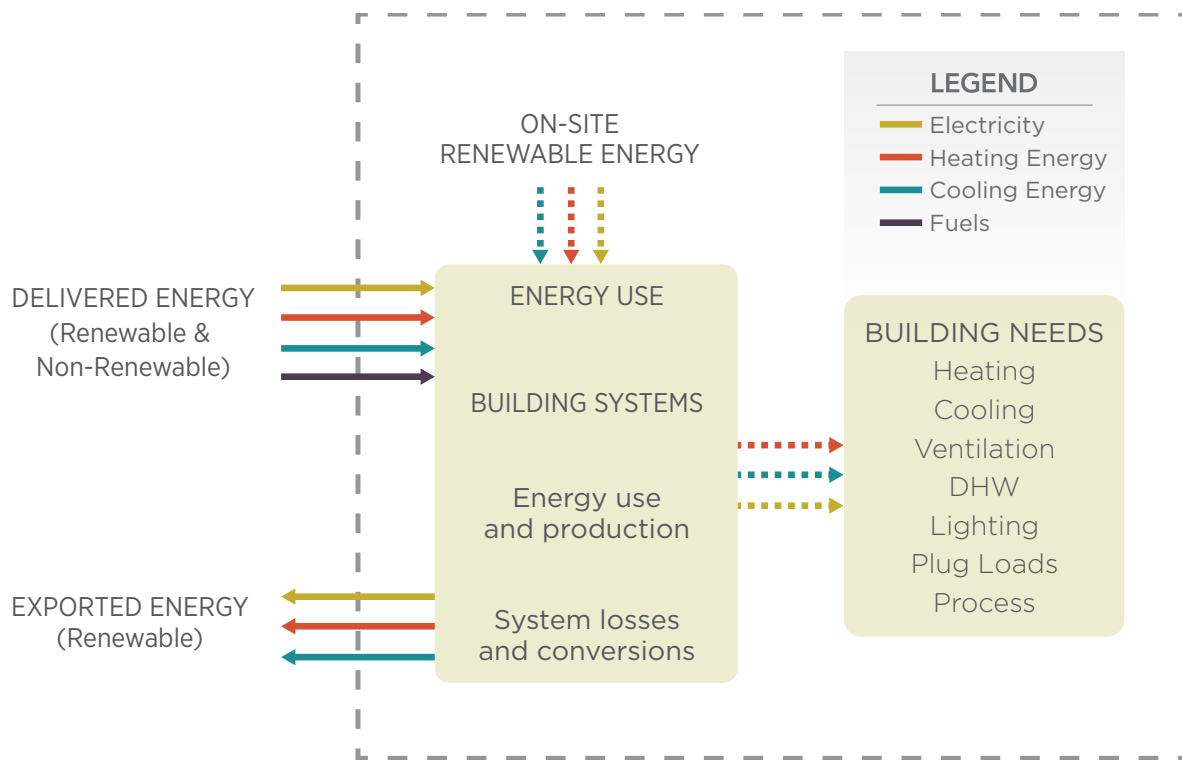 ON-SITE
RENEWABLE ENERGY
LEGEND
Electricity
Heating Energy
Cooling Energy
Fuels
DELIVERED ENERGY
(Renewable &
Non-Renewable)
ENERGY USE
BUILDING SYSTEMS
Energy use
and production
System losses
and conversions
EXPORTED ENERGY
(Renewable)
BUILDING NEEDS
Heating
Cooling
Ventilation
DHW
Lighting
Plug Loads
Process